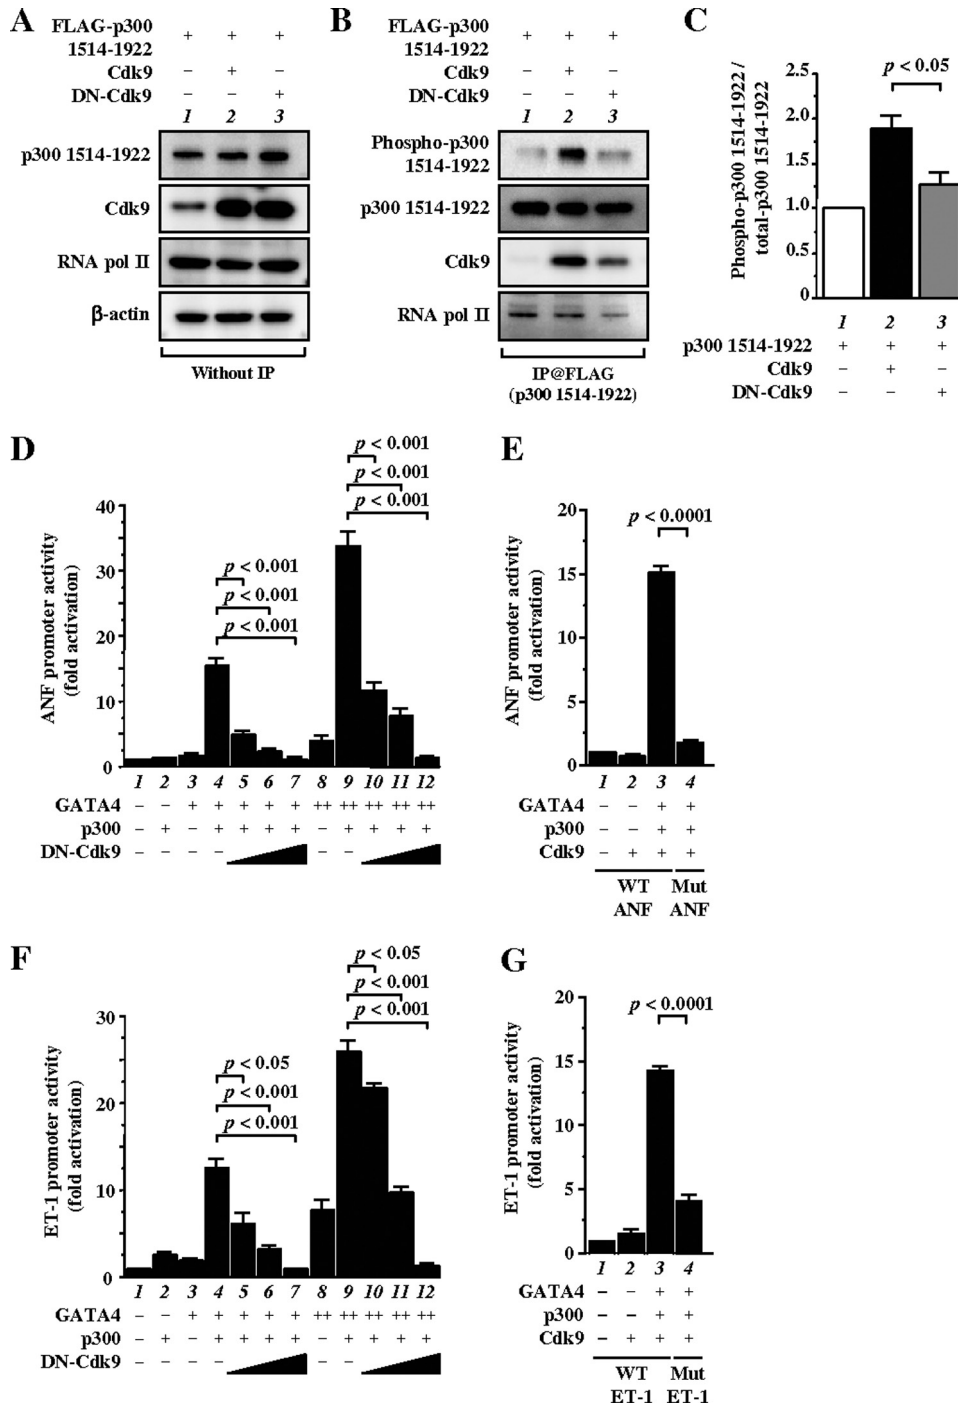 A
FLAG-p300
1514-1922
+ + +
Cdk9
– + –
DN-Cdk9
– – +
1 2 3
p300 1514-1922
Cdk9
RNA pol II
β-actin
Without IP
B
FLAG-p300
1514-1922
+ + +
Cdk9
– + –
DN-Cdk9
– – +
1 2 3
Phospho-p300
1514-1922
p300 1514-1922
Cdk9
RNA pol II
IP@FLAG
(p300 1514-1922)
C
Phospho-p300 1514-1922 /
total-p300 1514-1922
2.5
2.0
1.5
1.0
0.5
0
p < 0.05
1 2 3
p300 1514-1922 + + +
Cdk9 – + –
DN-Cdk9 – – +
D
ANF promoter activity
(fold activation)
40
30
20
10
0
p < 0.001
p < 0.001
p < 0.001
p < 0.001
p < 0.001
p < 0.001
1 2 3 4 5 6 7 8 9 10 11 12
GATA4 – – + + + + + ++ ++ ++ ++ ++
p300 – + – + + + + – + + + +
DN-Cdk9 – – – – – –
E
ANF promoter activity
(fold activation)
20
15
10
5
0
p < 0.0001
1 2 3 4
GATA4 – – + +
p300 – – + +
Cdk9 – + + +
WT Mut
ANF ANF
F
ET-1 promoter activity
(fold activation)
30
20
10
0
p < 0.05
p < 0.001
p < 0.001
p < 0.05
p < 0.001
p < 0.001
1 2 3 4 5 6 7 8 9 10 11 12
GATA4 – – + + + + + ++ ++ ++ ++ ++
p300 – + – + + + + – + + + +
DN-Cdk9 – – – – – –
G
ET-1 promoter activity
(fold activation)
20
15
10
5
0
p < 0.0001
1 2 3 4
GATA4 – – + +
p300 – – + +
Cdk9 – + + +
WT Mut
ET-1 ET-1